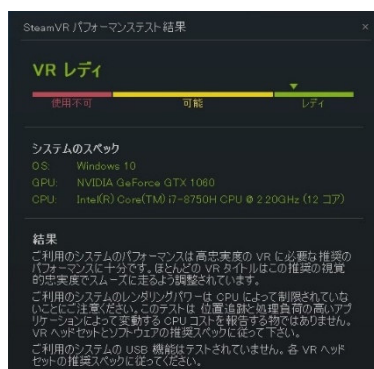 SteamVR パフォーマンステスト結果 ×
VR レディ
使用不可 可能 レディ
システムのスペック
OS: Windows 10
GPU: NVIDIA GeForce GTX 1060
CPU: Intel(R) Core(TM) i7-8750H CPU @ 2.20GHz (12 コア)
結果
ご利用のシステムのパフォーマンスは高忠実度の VR に必要な推奨の
パフォーマンスに十分です。ほとんどの VR タイトルはこの推奨の視覚
的忠実度でスムーズに走るよう調整されています。
ご利用のシステムのレンダリングパワーは CPU によって制限されていな
いことにご注意ください。このテストは 位置追跡と処理負荷の高いアプ
リケーションによって変動する CPU コストを報告する物ではありません。
VR ヘッドセットとソフトウェアの推奨スペックに従って下さい。
ご利用のシステムの USB 機能はテストされていません。各 VR ヘッド
セットの推奨スペックに従ってください。